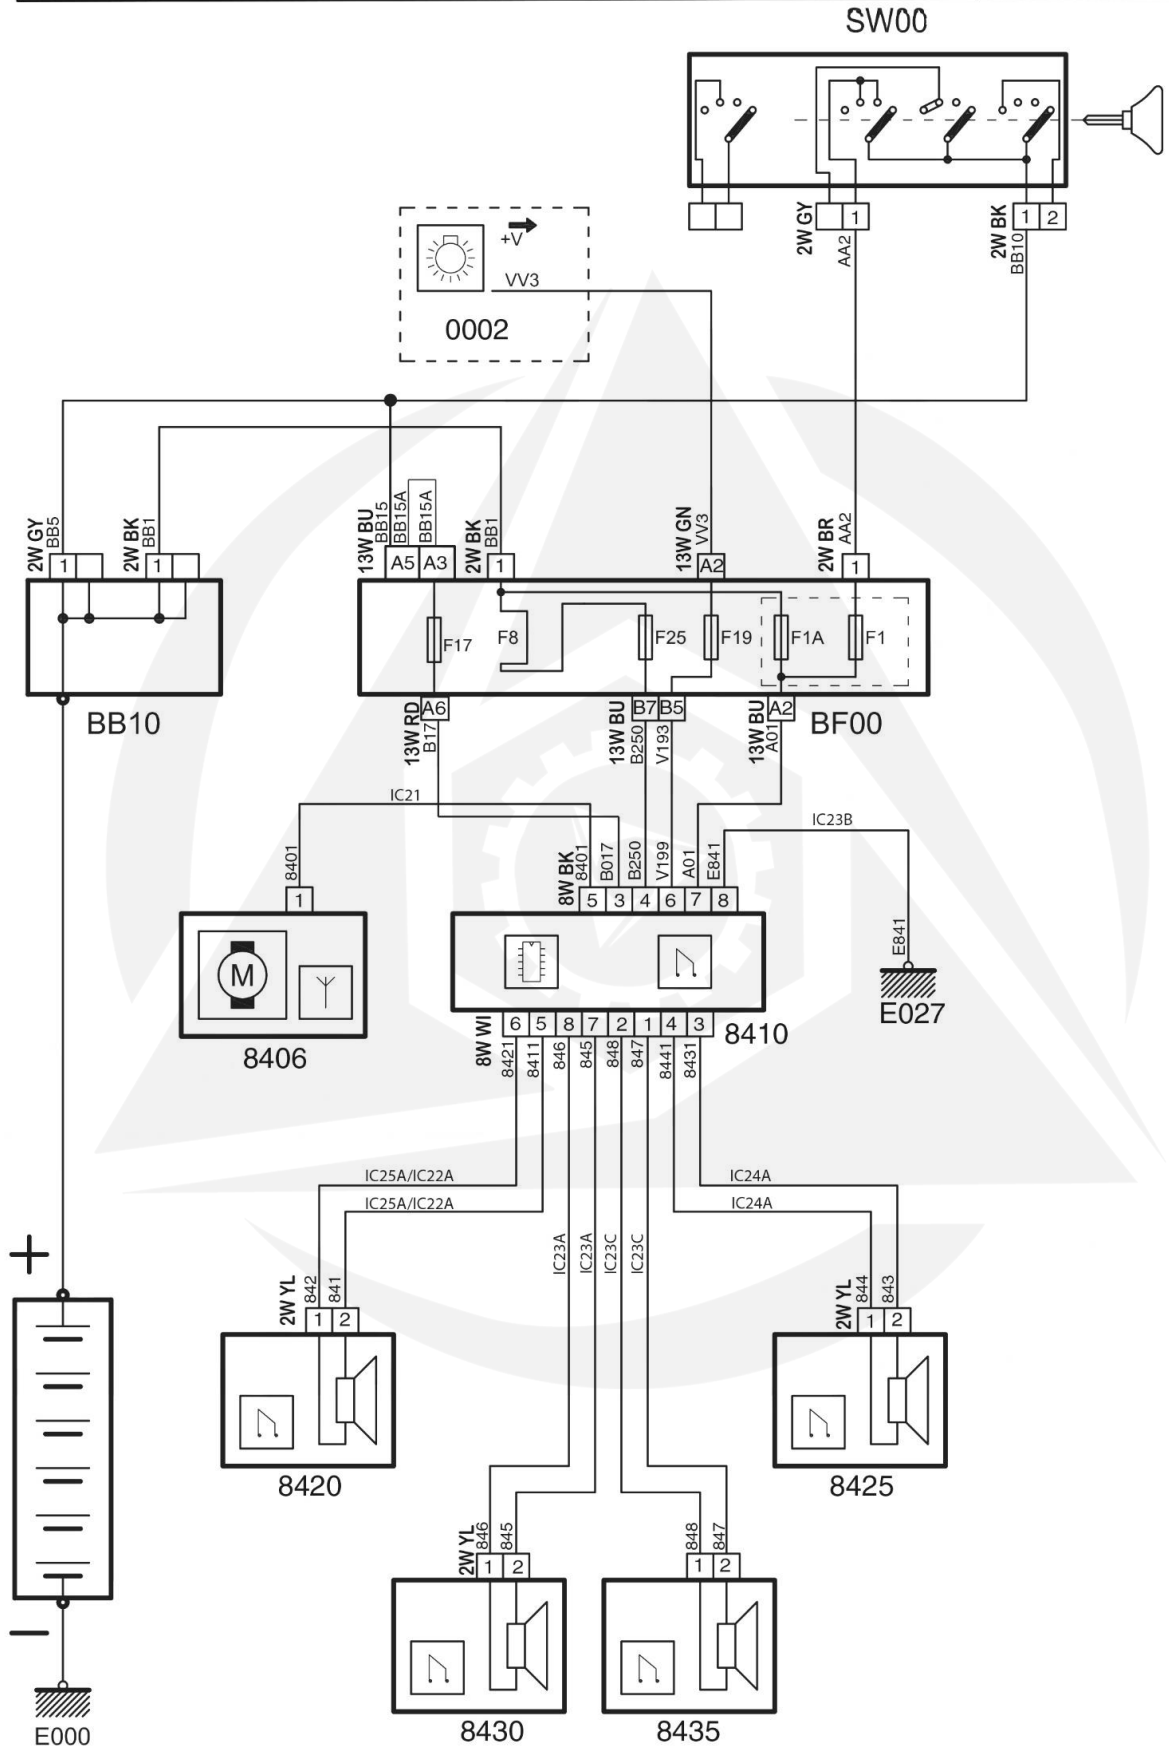 SW00
2W GY
1
AA2
2W BK
1 2
BB10
+V
VV3
0002
2W GY
BB5
1
2W BK
BB1
1
13W BU
BB15
BB15A
BB15A
A5 A3
2W BK
BB1
1
13W GN
VV3
A2
2W BR
AA2
1
F17
F8
F25
F19
F1A
F1
BB10
BF00
13W RD
A6
B17
13W BU
B7 B5
B250
V193
13W BU
A2
A01
IC21
IC23B
8401
1
8W BK
8401
B017
B250
V199
A01
E841
5 3 4 6 7 8
E841
E027
M
8406
8410
8W WI
6 5 8 7 2 1 4 3
8421
8411
846
845
848
847
8441
8431
IC25A/IC22A
IC25A/IC22A
IC24A
IC24A
IC23A
IC23A
IC23C
IC23C
+
2W YL
842
841
1 2
8420
2W YL
844
843
1 2
8425
2W YL
846
845
1 2
8430
848
847
1 2
8435
−
E000